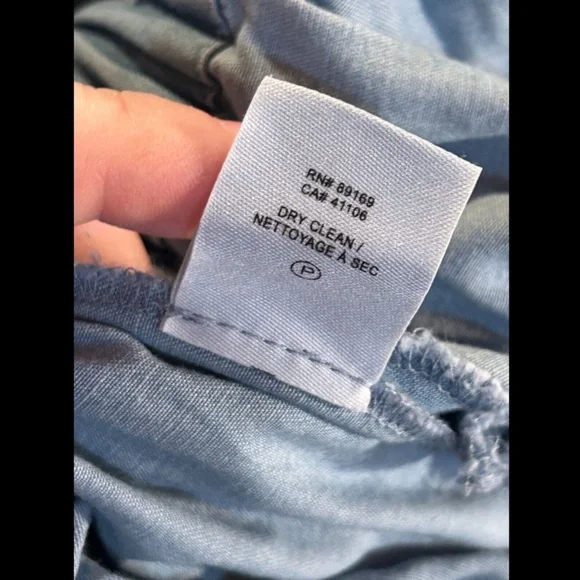 RN# 89169
CA# 41106
DRY CLEAN /
NETTOYAGE À SEC
P